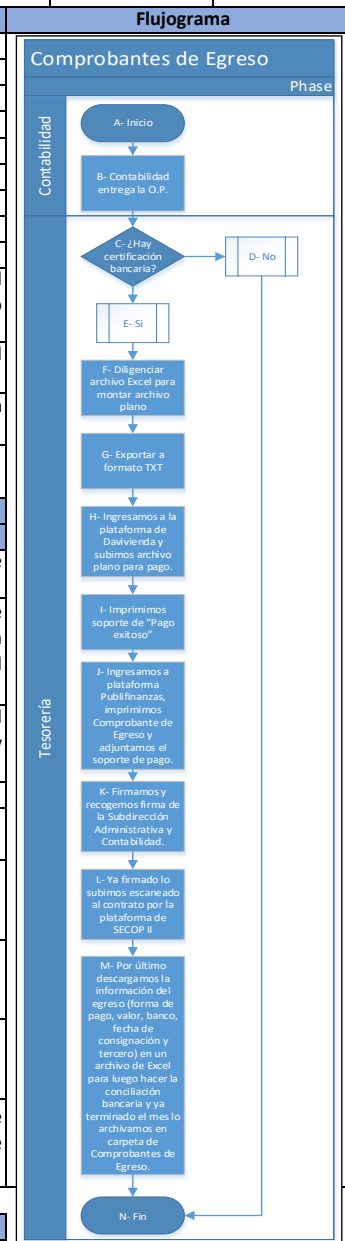 Flujograma
Comprobantes de Egreso
Phase
Contabilidad
A- Inicio
B- Contabilidad
entrega la O.P.
Tesorería
C- ¿Hay
certificación
bancaria?
D- No
E- Si
F- Diligenciar
archivo Excel para
montar archivo
plano
G- Exportar a
formato TXT
H- Ingresamos a la
plataforma de
Davivienda y
subimos archivo
plano para pago.
I- Imprimimos
soporte de “Pago
exitoso”
J- Ingresamos a
plataforma
Publifinanzas,
imprimimos
Comprobante de
Egreso y
adjuntamos el
soporte de pago.
K- Firmamos y
recogemos firma de
la Subdirección
Administrativa y
Contabilidad.
L- Ya firmado lo
subimos escaneado
al contrato por la
plataforma de
SECOP II
M- Por último
descargamos la
información del
egreso (forma de
pago, valor, banco,
fecha de
consignación y
tercero) en un
archivo de Excel
para luego hacer la
conciliación
bancaria y ya
terminado el mes lo
archivamos en
carpeta de
Comprobantes de
Egreso.
N- Fin